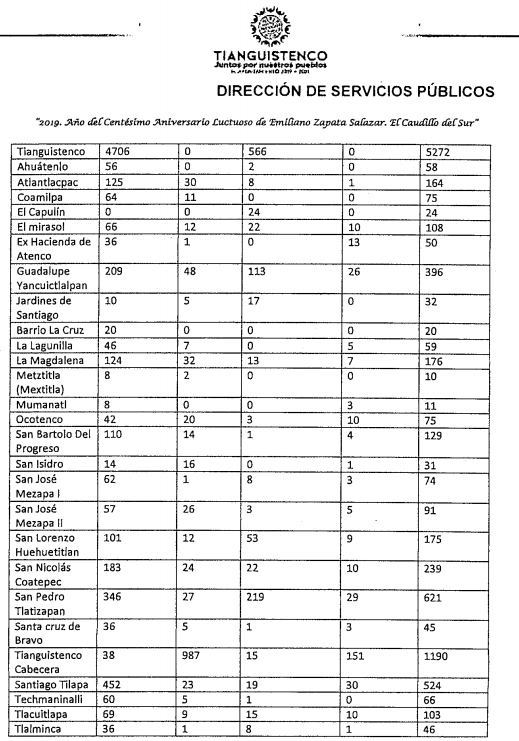 TIANGUISTENCO
Juntos por nuestros pueblos
DIRECCIÓN DE SERVICIOS PÚBLICOS
"2019. Año del Centésimo Aniversario Luctuoso de Emiliano Zapata Salazar. El Caudillo del Sur"
Tianguistenco 4706 0 566 0 5272
Ahuatenlo 56 0 2 0 58
Atlantlacpac 125 30 8 1 164
Coamilpa 64 11 0 0 75
El Capulín 0 0 24 0 24
El mirasol 66 12 22 10 108
Ex Hacienda de 36 1 0 13 50
Atenco
Guadalupe 209 48 113 26 396
Yancuictlalpan
Jardines de 10 5 17 0 32
Santiago
Barrio La Cruz 20 0 0 0 20
La Lagunilla 46 7 0 5 59
La Magdalena 124 32 13 7 176
Metztitla 8 2 0 0 10
(Mextitla)
Mumanatl 8 0 0 3 11
Ocotenco 42 20 3 10 75
San Bartolo Del 110 14 1 4 129
Progreso
San Isidro 14 16 0 1 31
San José 62 1 8 3 74
Mezapa I
San José 57 26 3 5 91
Mezapa II
San Lorenzo 101 12 53 9 175
Huehuetitlan
San Nicolás 183 24 22 10 239
Coatepec
San Pedro 346 27 219 29 621
Tlatizapan
Santa cruz de 36 5 1 3 45
Bravo
Tianguistenco 38 987 15 151 1190
Cabecera
Santiago Tilapa 452 23 19 30 524
Techmaninalli 60 5 1 0 66
Tlacuitlapa 69 9 15 10 103
Tlalminca 36 1 8 1 46